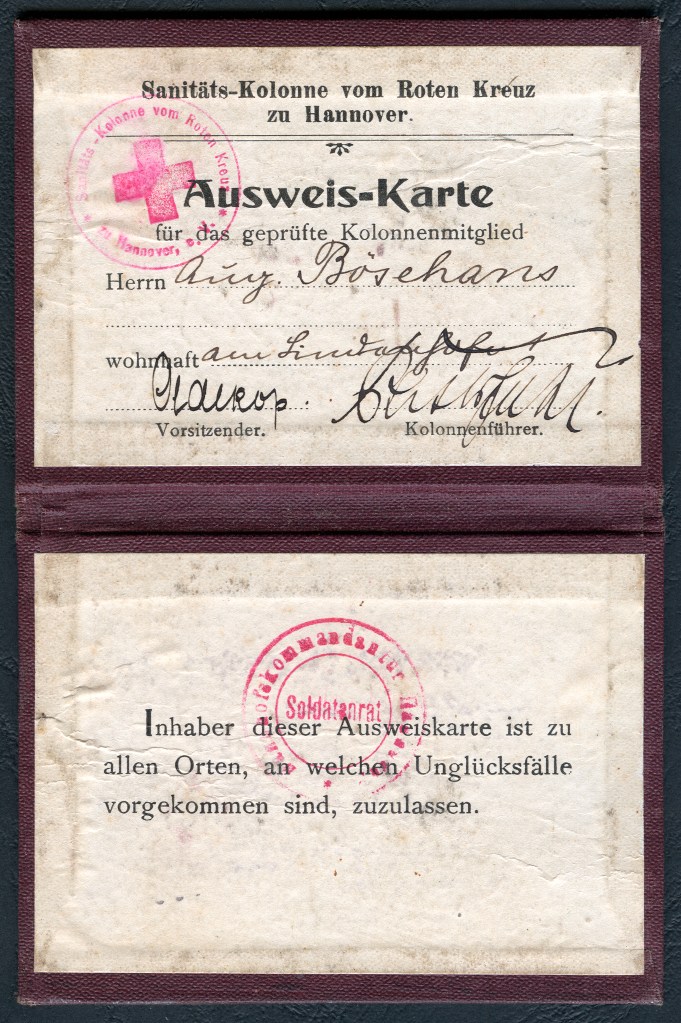 Sanitäts-Kolonne vom Roten Kreuz
zu Hannover.
Sanitäts-Kolonne vom Roten Kreuz
zu Hannover, e. V.
Ausweis-Karte
für das geprüfte Kolonnenmitglied
Herrn Aug. Bösehans
wohnhaft am
Vorsitzender. Kolonnenführer.
Soldatenrat
Inhaber dieser Ausweiskarte ist zu
allen Orten, an welchen Unglücksfälle
vorgekommen sind, zuzulassen.